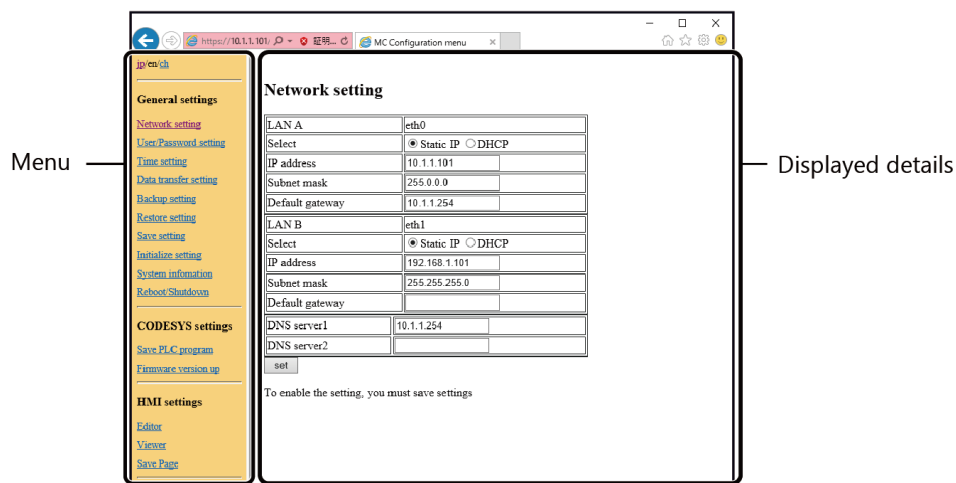 https://10.1.1.101/ 証明... MC Configuration menu
jp/en/ch
General settings
Network setting
User/Password setting
Time setting
Data transfer setting
Backup setting
Restore setting
Save setting
Initialize setting
System infomation
Reboot/Shutdown
CODESYS settings
Save PLC program
Firmware version up
HMI settings
Editor
Viewer
Save Page
Menu
Network setting
LAN A eth0
Select Static IP DHCP
IP address 10.1.1.101
Subnet mask 255.0.0.0
Default gateway 10.1.1.254
LAN B eth1
Select Static IP DHCP
IP address 192.168.1.101
Subnet mask 255.255.255.0
Default gateway
DNS server1 10.1.1.254
DNS server2
set
To enable the setting, you must save settings
Displayed details